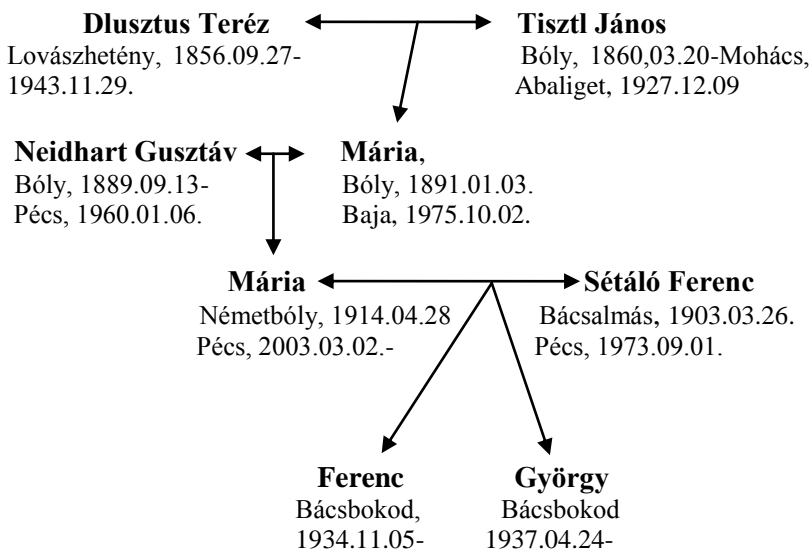 Dlusztus Teréz
Lovászhetény, 1856.09.27-
1943.11.29.
Tisztl János
Bóly, 1860,03.20-Mohács,
Abaliget, 1927.12.09
Neidhart Gusztáv
Bóly, 1889.09.13-
Pécs, 1960.01.06.
Mária,
Bóly, 1891.01.03.
Baja, 1975.10.02.
Mária
Németbóly, 1914.04.28
Pécs, 2003.03.02.-
Sétáló Ferenc
Bácsalmás, 1903.03.26.
Pécs, 1973.09.01.
Ferenc
Bácsbokod,
1934.11.05-
György
Bácsbokod
1937.04.24-